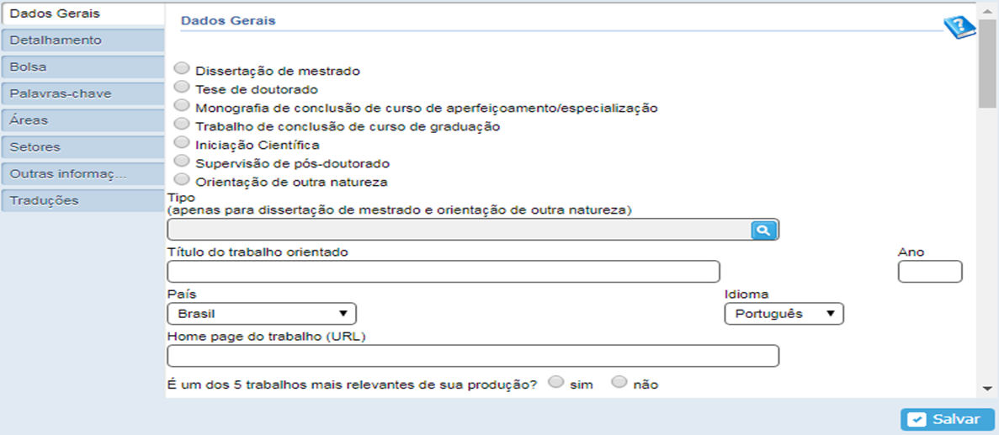 Dados Gerais
Detalhamento
Bolsa
Palavras-chave
Áreas
Setores
Outras informaç...
Traduções
Dados Gerais
Dissertação de mestrado
Tese de doutorado
Monografia de conclusão de curso de aperfeiçoamento/especialização
Trabalho de conclusão de curso de graduação
Iniciação Científica
Supervisão de pós-doutorado
Orientação de outra natureza
Tipo
(apenas para dissertação de mestrado e orientação de outra natureza)
Título do trabalho orientado Ano
País Idioma
Brasil Português
Home page do trabalho (URL)
É um dos 5 trabalhos mais relevantes de sua produção? sim não
Salvar